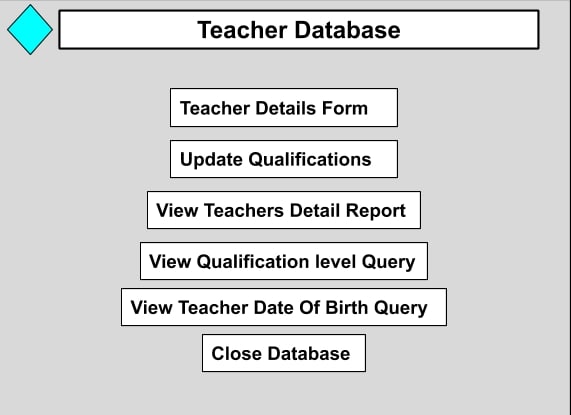 Teacher Database
Teacher Details Form
Update Qualifications
View Teachers Detail Report
View Qualification level Query
View Teacher Date Of Birth Query
Close Database